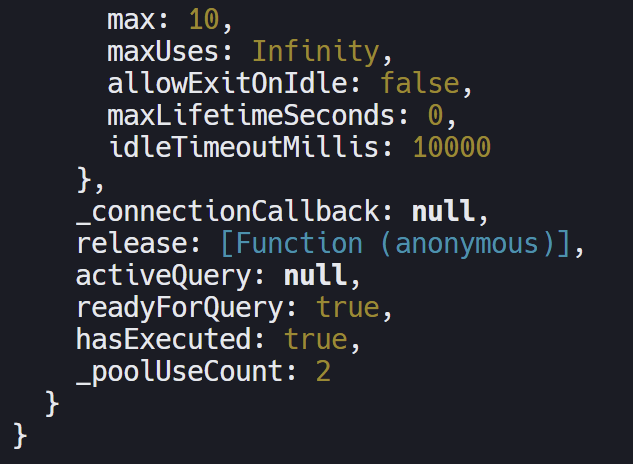 max: 10,
maxUses: Infinity,
allowExitOnIdle: false,
maxLifetimeSeconds: 0,
idleTimeoutMillis: 10000
},
_connectionCallback: null,
release: [Function (anonymous)],
activeQuery: null,
readyForQuery: true,
hasExecuted: true,
_poolUseCount: 2
}
}